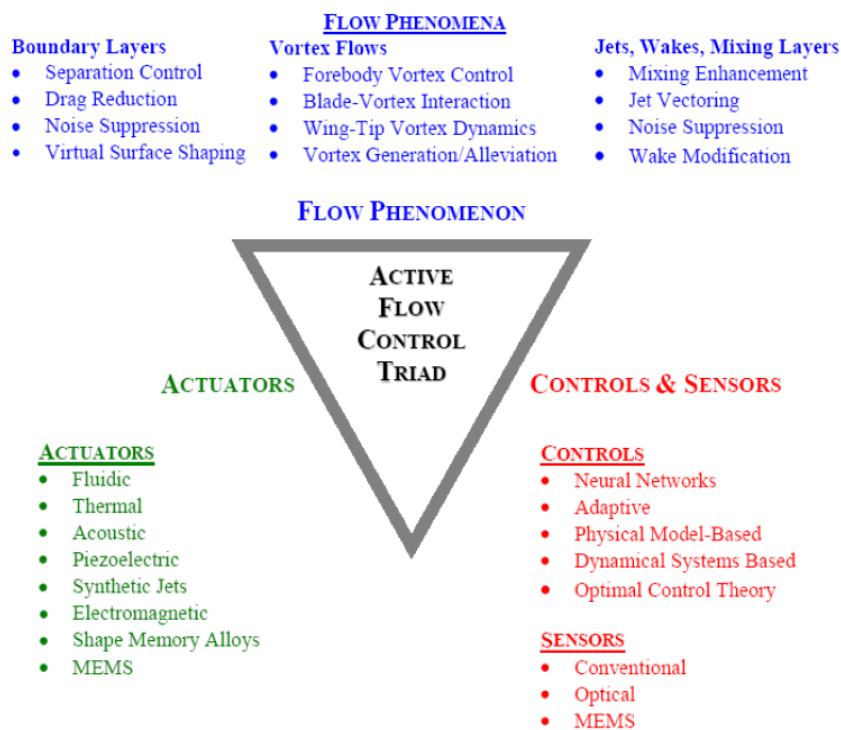 FLOW PHENOMENA
Boundary Layers
• Separation Control
• Drag Reduction
• Noise Suppression
• Virtual Surface Shaping
Vortex Flows
• Forebody Vortex Control
• Blade-Vortex Interaction
• Wing-Tip Vortex Dynamics
• Vortex Generation/Alleviation
Jets, Wakes, Mixing Layers
• Mixing Enhancement
• Jet Vectoring
• Noise Suppression
• Wake Modification
FLOW PHENOMENON
ACTIVE
FLOW
CONTROL
TRIAD
ACTUATORS
CONTROLS & SENSORS
ACTUATORS
• Fluidic
• Thermal
• Acoustic
• Piezoelectric
• Synthetic Jets
• Electromagnetic
• Shape Memory Alloys
• MEMS
CONTROLS
• Neural Networks
• Adaptive
• Physical Model-Based
• Dynamical Systems Based
• Optimal Control Theory
SENSORS
• Conventional
• Optical
• MEMS